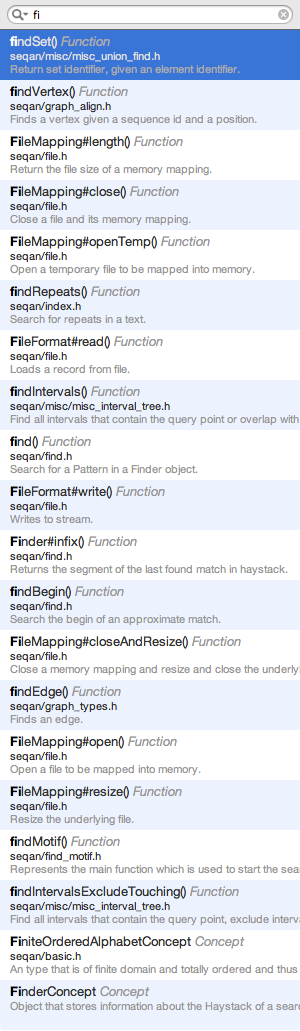 fi
findSet() Function
seqan/misc/misc_union_find.h
Return set identifier, given an element identifier.
findVertex() Function
seqan/graph_align.h
Finds a vertex given a sequence id and a position.
FileMapping#length() Function
seqan/file.h
Return the file size of a memory mapping.
FileMapping#close() Function
seqan/file.h
Close a file and its memory mapping.
FileMapping#openTemp() Function
seqan/file.h
Open a temporary file to be mapped into memory.
findRepeats() Function
seqan/index.h
Search for repeats in a text.
FileFormat#read() Function
seqan/file.h
Loads a record from file.
findIntervals() Function
seqan/misc/misc_interval_tree.h
Find all intervals that contain the query point or overlap with
find() Function
seqan/find.h
Search for a Pattern in a Finder object.
FileFormat#write() Function
seqan/file.h
Writes to stream.
Finder#infix() Function
seqan/find.h
Returns the segment of the last found match in haystack.
findBegin() Function
seqan/find.h
Search the begin of an approximate match.
FileMapping#closeAndResize() Function
seqan/file.h
Close a memory mapping and resize and close the underlyi
findEdge() Function
seqan/graph_types.h
Finds an edge.
FileMapping#open() Function
seqan/file.h
Open a file to be mapped into memory.
FileMapping#resize() Function
seqan/file.h
Resize the underlying file.
findMotif() Function
seqan/find_motif.h
Represents the main function which is used to start the sea
findIntervalsExcludeTouching() Function
seqan/misc/misc_interval_tree.h
Find all intervals that contain the query point, exclude interv
FiniteOrderedAlphabetConcept Concept
seqan/basic.h
An type that is of finite domain and totally ordered and thus
FinderConcept Concept
Object that stores information about the Haystack of a sear